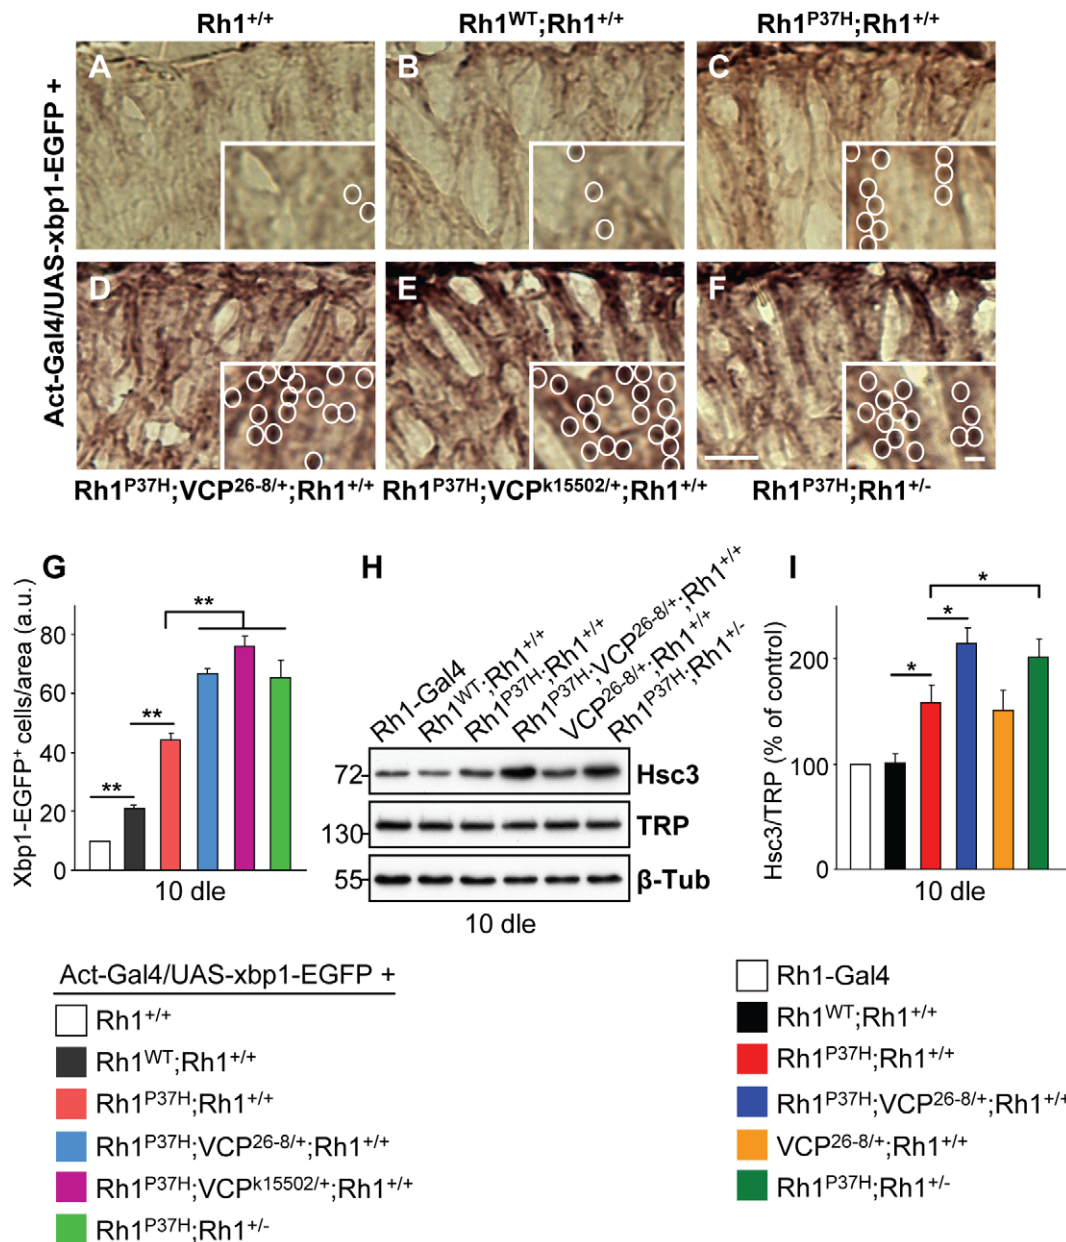 Rh1+/+
Rh1WT;Rh1+/+
Rh1P37H;Rh1+/+
Act-Gal4/UAS-xbp1-EGFP +
A
B
C
D
E
F
Rh1P37H;VCP26-8/+;Rh1+/+
Rh1P37H;VCPk15502/+;Rh1+/+
Rh1P37H;Rh1+/-
G
Xbp1-EGFP+ cells/area (a.u.)
80
60
40
20
0
**
**
**
10 dle
H
Rh1-Gal4
Rh1WT;Rh1+/+
Rh1P37H;Rh1+/+
Rh1P37H;VCP26-8/+;Rh1+/+
VCP26-8/+;Rh1+/+
Rh1P37H;Rh1+/-
72
Hsc3
130
TRP
55
β-Tub
10 dle
I
Hsc3/TRP (% of control)
200
100
0
*
*
*
10 dle
Act-Gal4/UAS-xbp1-EGFP +
Rh1+/+
Rh1WT;Rh1+/+
Rh1P37H;Rh1+/+
Rh1P37H;VCP26-8/+;Rh1+/+
Rh1P37H;VCPk15502/+;Rh1+/+
Rh1P37H;Rh1+/-
Rh1-Gal4
Rh1WT;Rh1+/+
Rh1P37H;Rh1+/+
Rh1P37H;VCP26-8/+;Rh1+/+
VCP26-8/+;Rh1+/+
Rh1P37H;Rh1+/-